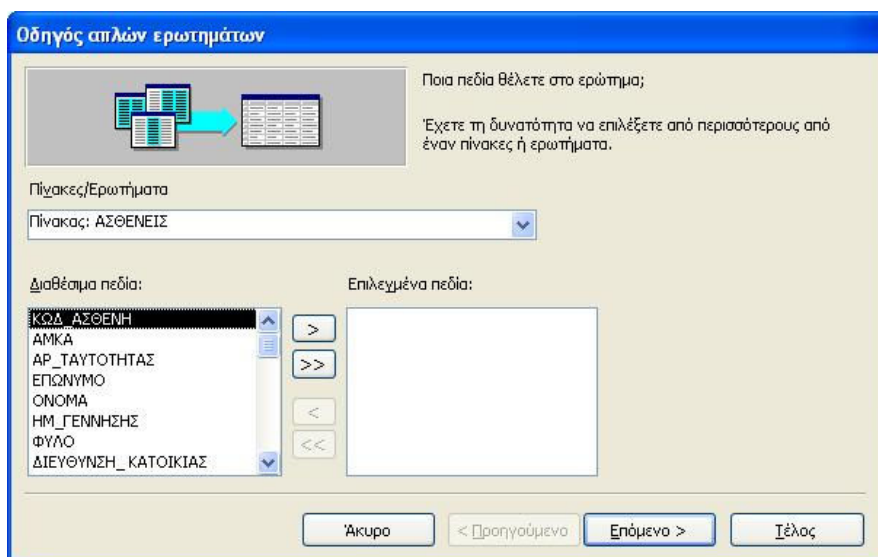 Οδηγός απλών ερωτημάτων
Ποια πεδία θέλετε στο ερώτημα;
Έχετε τη δυνατότητα να επιλέξετε από περισσότερους από
έναν πίνακες ή ερωτήματα.
Πίνακες/Ερωτήματα
Πίνακας: ΑΣΘΕΝΕΙΣ
Διαθέσιμα πεδία:
Επιλεγμένα πεδία:
ΚΩΔ_ΑΣΘΕΝΗ
ΑΜΚΑ
ΑΡ_ΤΑΥΤΟΤΗΤΑΣ
ΕΠΩΝΥΜΟ
ΟΝΟΜΑ
ΗΜ_ΓΕΝΝΗΣΗΣ
ΦΥΛΟ
ΔΙΕΥΘΥΝΣΗ_ ΚΑΤΟΙΚΙΑΣ
>
>>
<
<<
Άκυρο
< Προηγούμενο
Επόμενο >
Τέλος